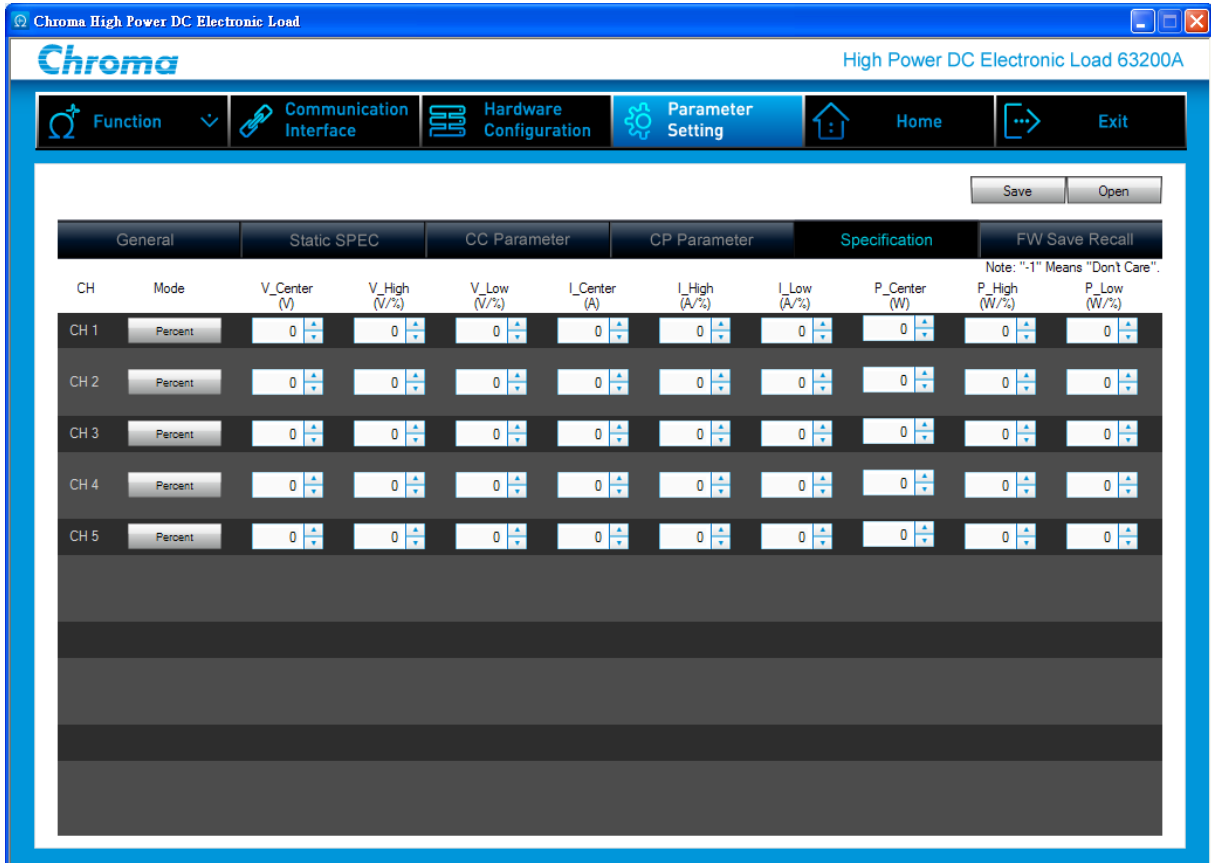 Chroma High Power DC Electronic Load
Chroma
High Power DC Electronic Load 63200A
Function
Communication Interface
Hardware Configuration
Parameter Setting
Home
Exit
Save Open
General Static SPEC CC Parameter CP Parameter Specification FW Save Recall
Note: "-1" Means "Don't Care".
CH Mode V_Center V_High V_Low I_Center I_High I_Low P_Center P_High P_Low
(V) (V/%) (V/%) (A) (A/%) (A/%) (W) (W/%) (W/%)
CH 1 Percent 0 0 0 0 0 0 0 0 0
CH 2 Percent 0 0 0 0 0 0 0 0 0
CH 3 Percent 0 0 0 0 0 0 0 0 0
CH 4 Percent 0 0 0 0 0 0 0 0 0
CH 5 Percent 0 0 0 0 0 0 0 0 0